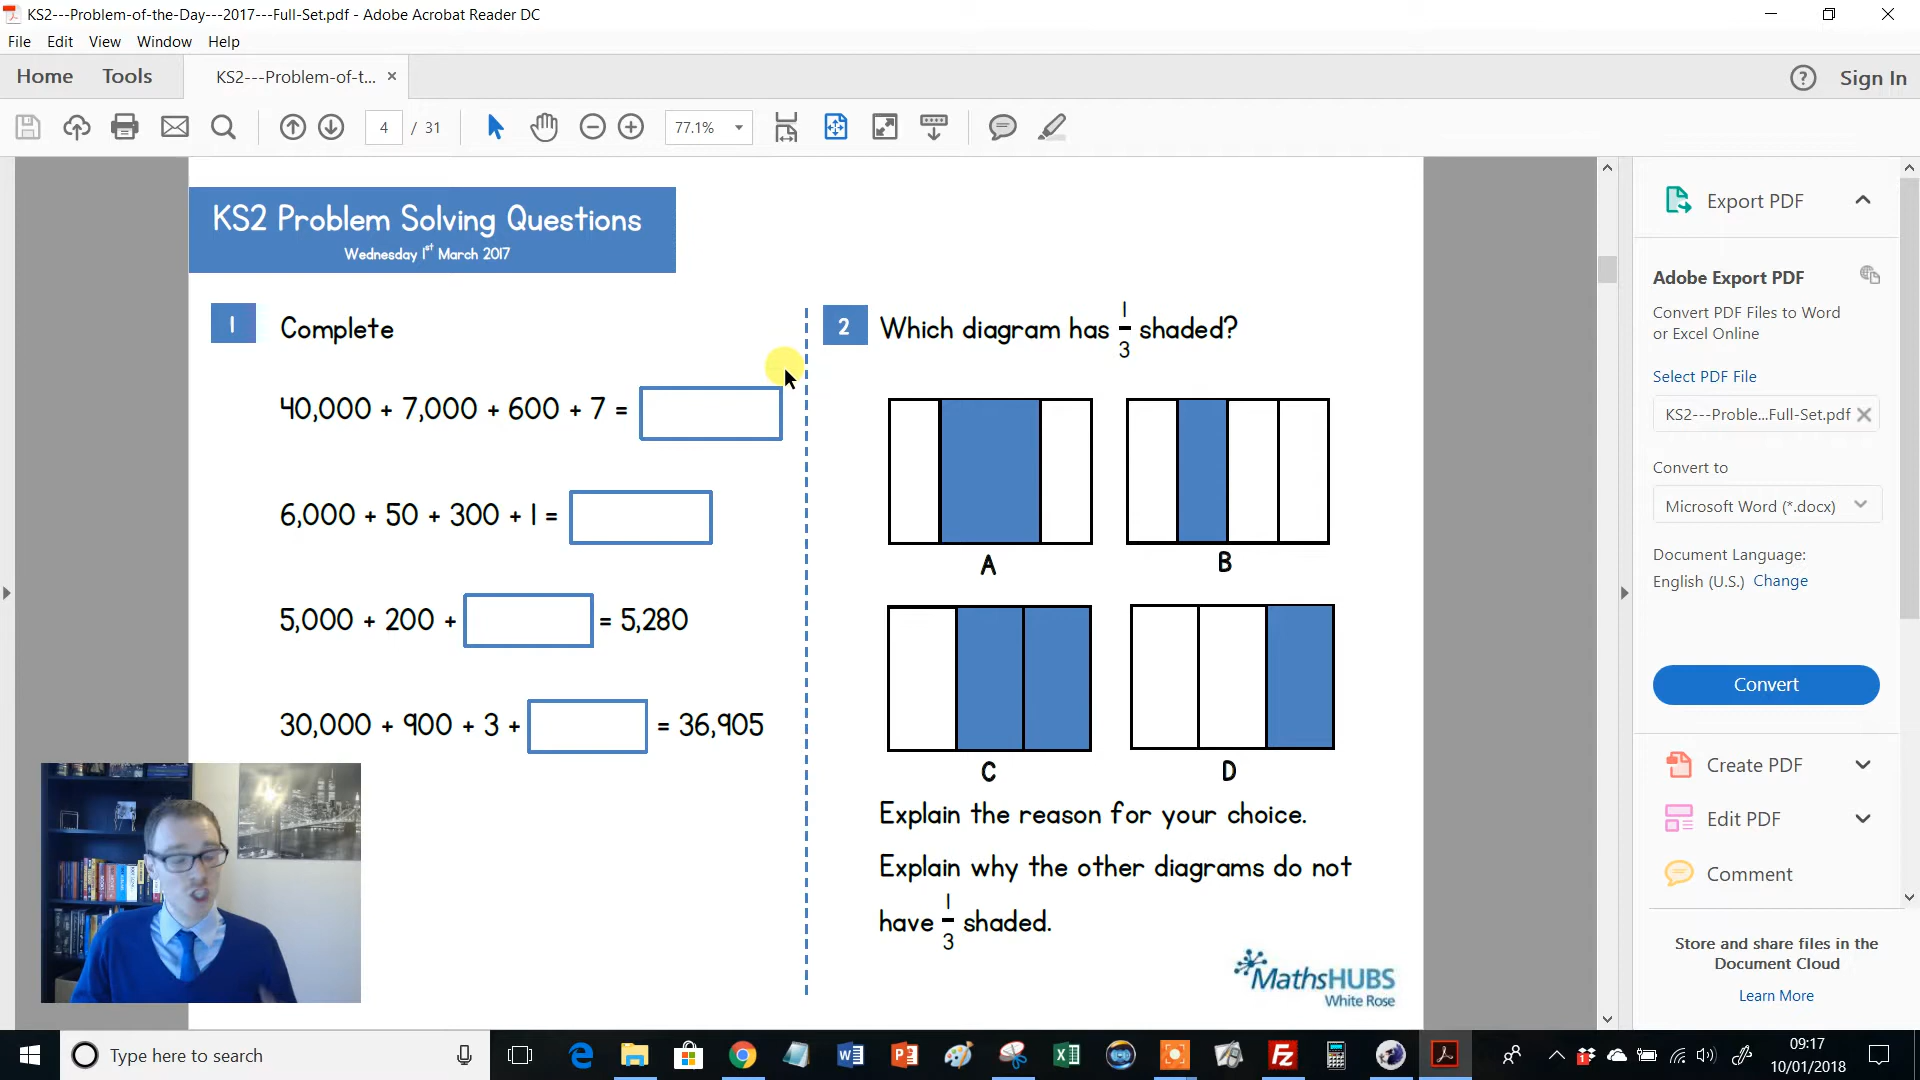 KS2---Problem-of-the-Day---2017---Full-Set.pdf - Adobe Acrobat Reader DC
File Edit View Window Help
Home Tools KS2---Problem-of-t... × ? Sign In
4 / 31 77.1%
KS2 Problem Solving Questions
Wednesday 1st March 2017
1 Complete
40,000 + 7,000 + 600 + 7 =
6,000 + 50 + 300 + 1 =
5,000 + 200 + = 5,280
30,000 + 900 + 3 + = 36,905
2 Which diagram has 1/3 shaded?
A B
C D
Explain the reason for your choice.
Explain why the other diagrams do not
have 1/3 shaded.
MathsHUBS
White Rose
Export PDF
Adobe Export PDF
Convert PDF Files to Word
or Excel Online
Select PDF File
KS2---Proble...Full-Set.pdf
Convert to
Microsoft Word (*.docx)
Document Language:
English (U.S.) Change
Convert
Create PDF
Edit PDF
Comment
Store and share files in the
Document Cloud
Learn More
Type here to search
09:17
10/01/2018